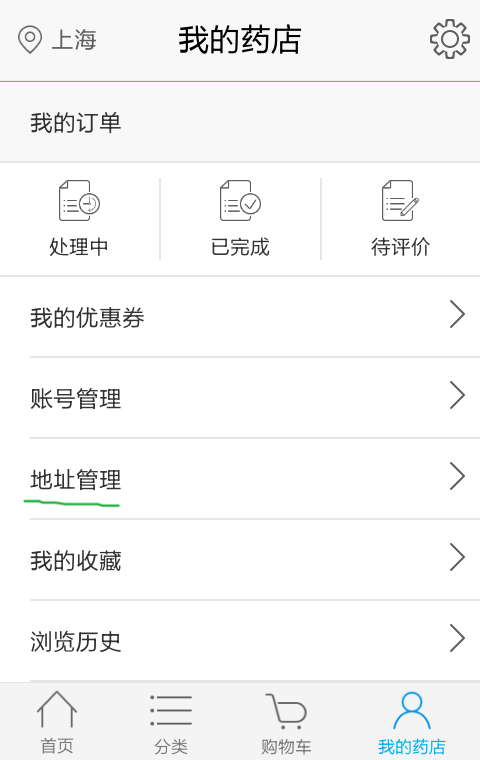 上海 我的药店
我的订单
处理中 已完成 待评价
我的优惠券
账号管理
地址管理
我的收藏
浏览历史
首页 分类 购物车 我的药店